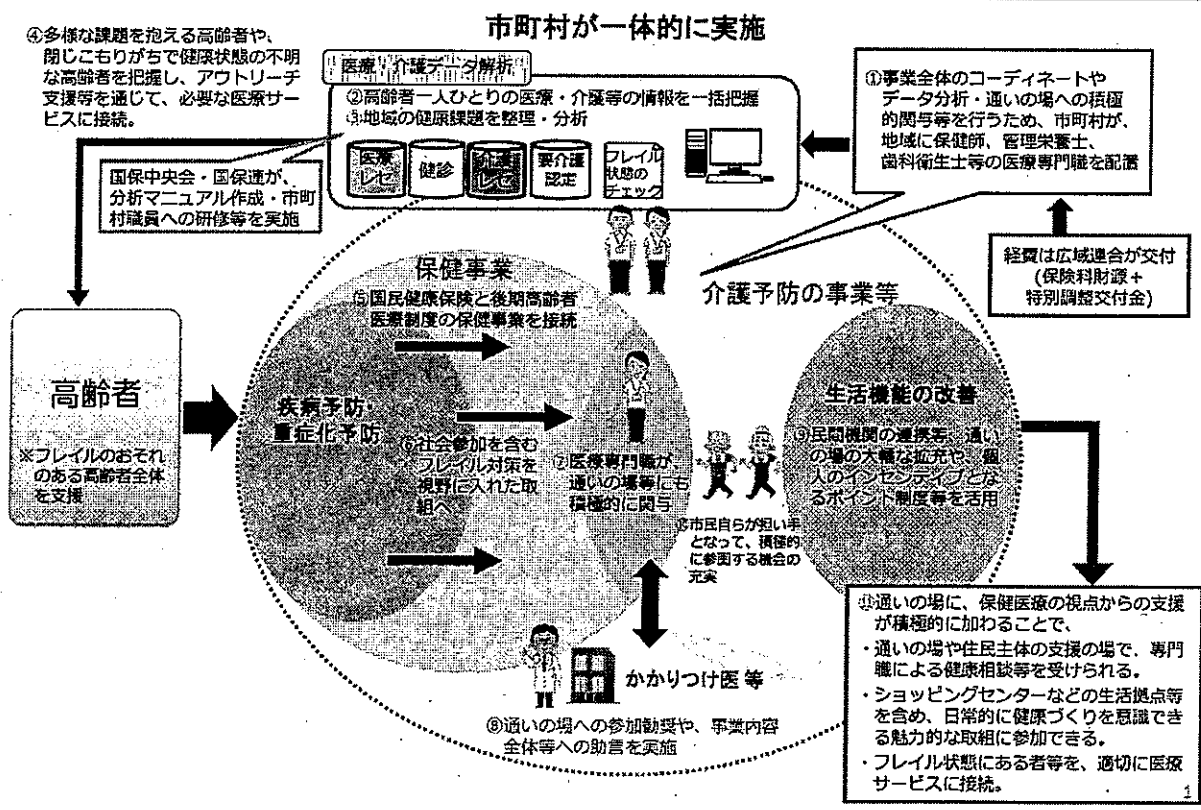 市町村が一体的に実施
④多様な課題を抱える高齢者や、
閉じこもりがちで健康状態の不明
な高齢者を把握し、アウトリーチ
支援等を通じて、必要な医療サー
ビスに接続。
医療・介護データ解析
②高齢者一人ひとりの医療・介護等の情報を一括把握
③地域の健康課題を整理・分析
医療
レセ
健診
介護
レセ
要介護
認定
フレイル
状態の
チェック
①事業全体のコーディネートや
データ分析・通いの場への積極
的関与等を行うため、市町村が、
地域に保健師、管理栄養士、
歯科衛生士等の医療専門職を配置
国保中央会・国保連が、
分析マニュアル作成・市町
村職員への研修等を実施
経費は広域連合が交付
(保険料財源+
特別調整交付金)
保健事業
⑤国民健康保険と後期高齢者
医療制度の保健事業を接続
介護予防の事業等
高齢者
※フレイルのおそれ
のある高齢者全体
を支援
疾病予防・
重症化予防
⑥社会参加を含む
フレイル対策を
視野に入れた取
組へ
⑦医療専門職が、
通いの場等にも
積極的に関与
生活機能の改善
⑨民間機関の連携等、通い
の場の大幅な拡充や、個
人のインセンティブとな
るポイント制度等を活用
市民自らが担い手
となって、積極的
に参画する機会の
充実
かかりつけ医等
⑧通いの場への参加勧奨や、事業内容
全体等への助言を実施
通いの場に、保健医療の視点からの支援
が積極的に加わることで、
・通いの場や住民主体の支援の場で、専門
職による健康相談等を受けられる。
・ショッピングセンターなどの生活拠点等
を含め、日常的に健康づくりを意識でき
る魅力的な取組に参加できる。
・フレイル状態にある者等を、適切に医療
サービスに接続。
1